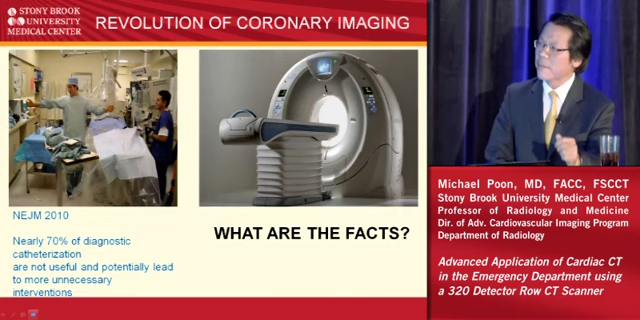 STONY BROOK
UNIVERSITY
MEDICAL CENTER
REVOLUTION OF CORONARY IMAGING
NEJM 2010
Nearly 70% of diagnostic
catheterization
are not useful and potentially lead
to more unnecessary
interventions
WHAT ARE THE FACTS?
Michael Poon, MD, FACC, FSCCT
Stony Brook University Medical Center
Professor of Radiology and Medicine
Dir. of Adv. Cardiovascular Imaging Program
Department of Radiology
Advanced Application of Cardiac CT
in the Emergency Department using
a 320 Detector Row CT Scanner